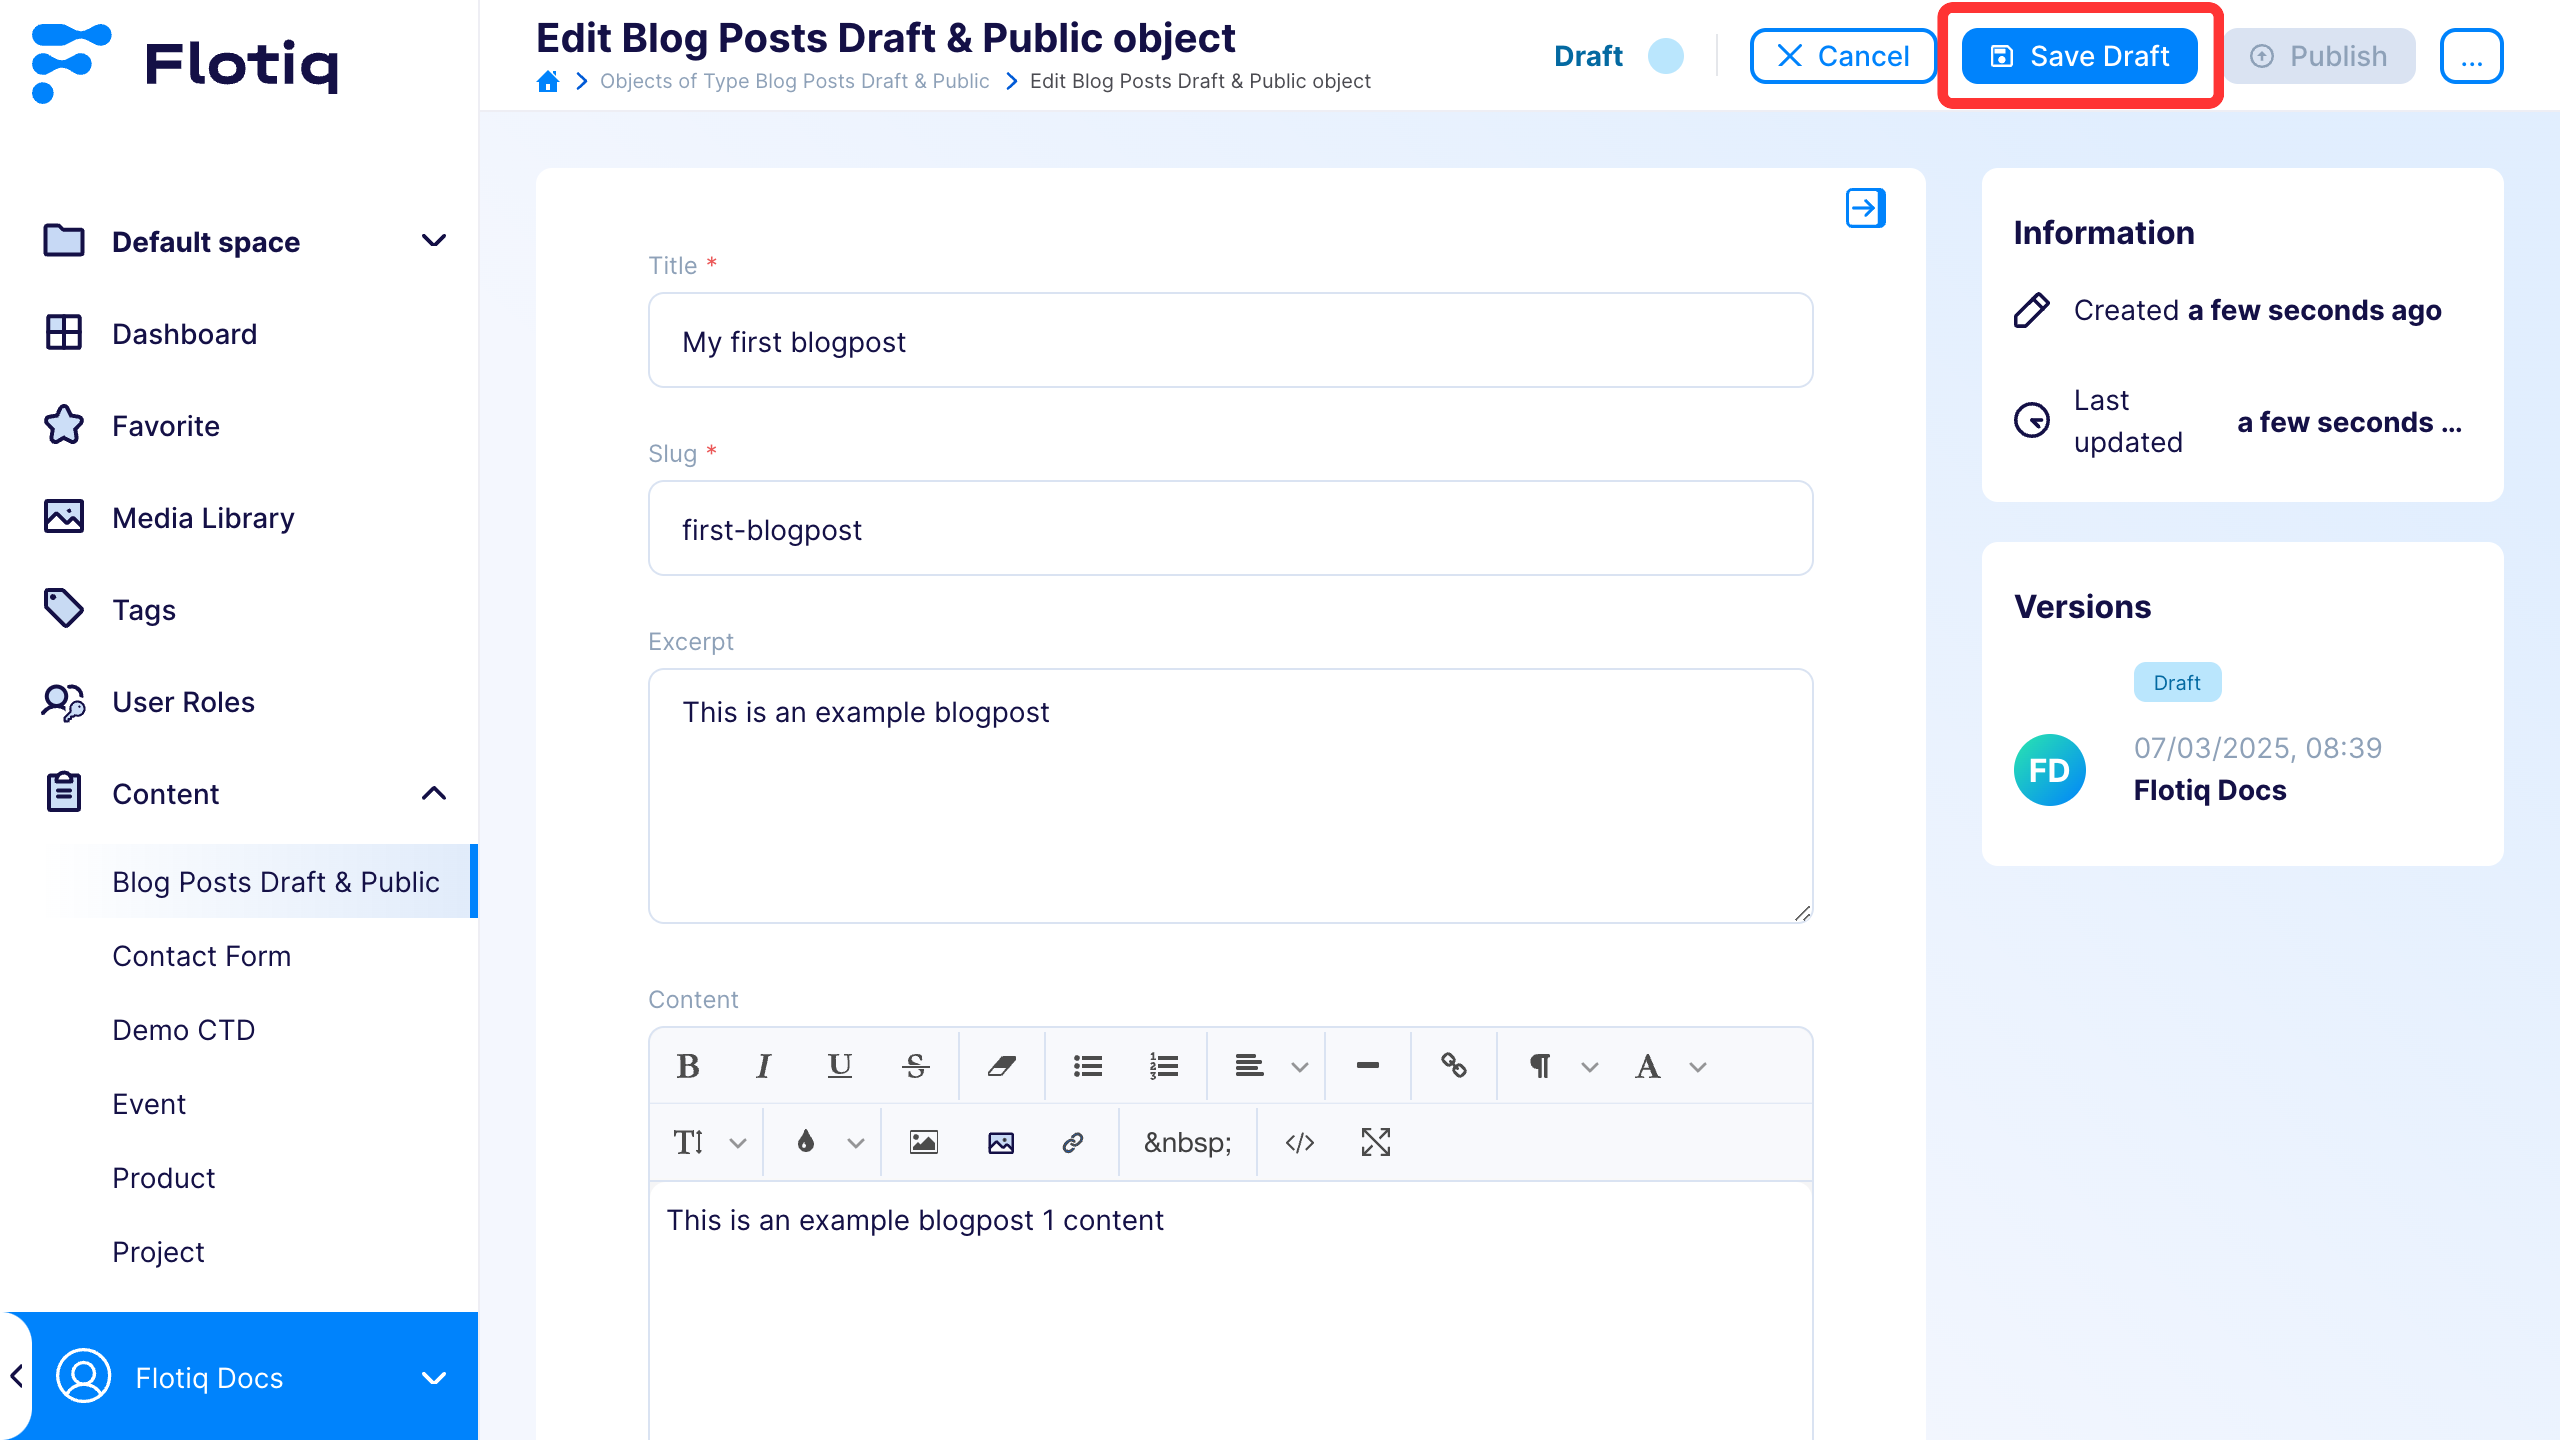 Flotiq
Default space
Dashboard
Favorite
Media Library
Tags
User Roles
Content
Blog Posts Draft & Public
Contact Form
Demo CTD
Event
Product
Project
Flotiq Docs
Edit Blog Posts Draft & Public object
Objects of Type Blog Posts Draft & Public
Edit Blog Posts Draft & Public object
Draft
Cancel
Save Draft
Publish
...
Title *
My first blogpost
Slug *
first-blogpost
Excerpt
This is an example blogpost
Content
B I U S ¶ A
T &nbsp; </>
This is an example blogpost 1 content
Information
Created a few seconds ago
Last updated
a few seconds ...
Versions
Draft
07/03/2025, 08:39
FD
Flotiq Docs